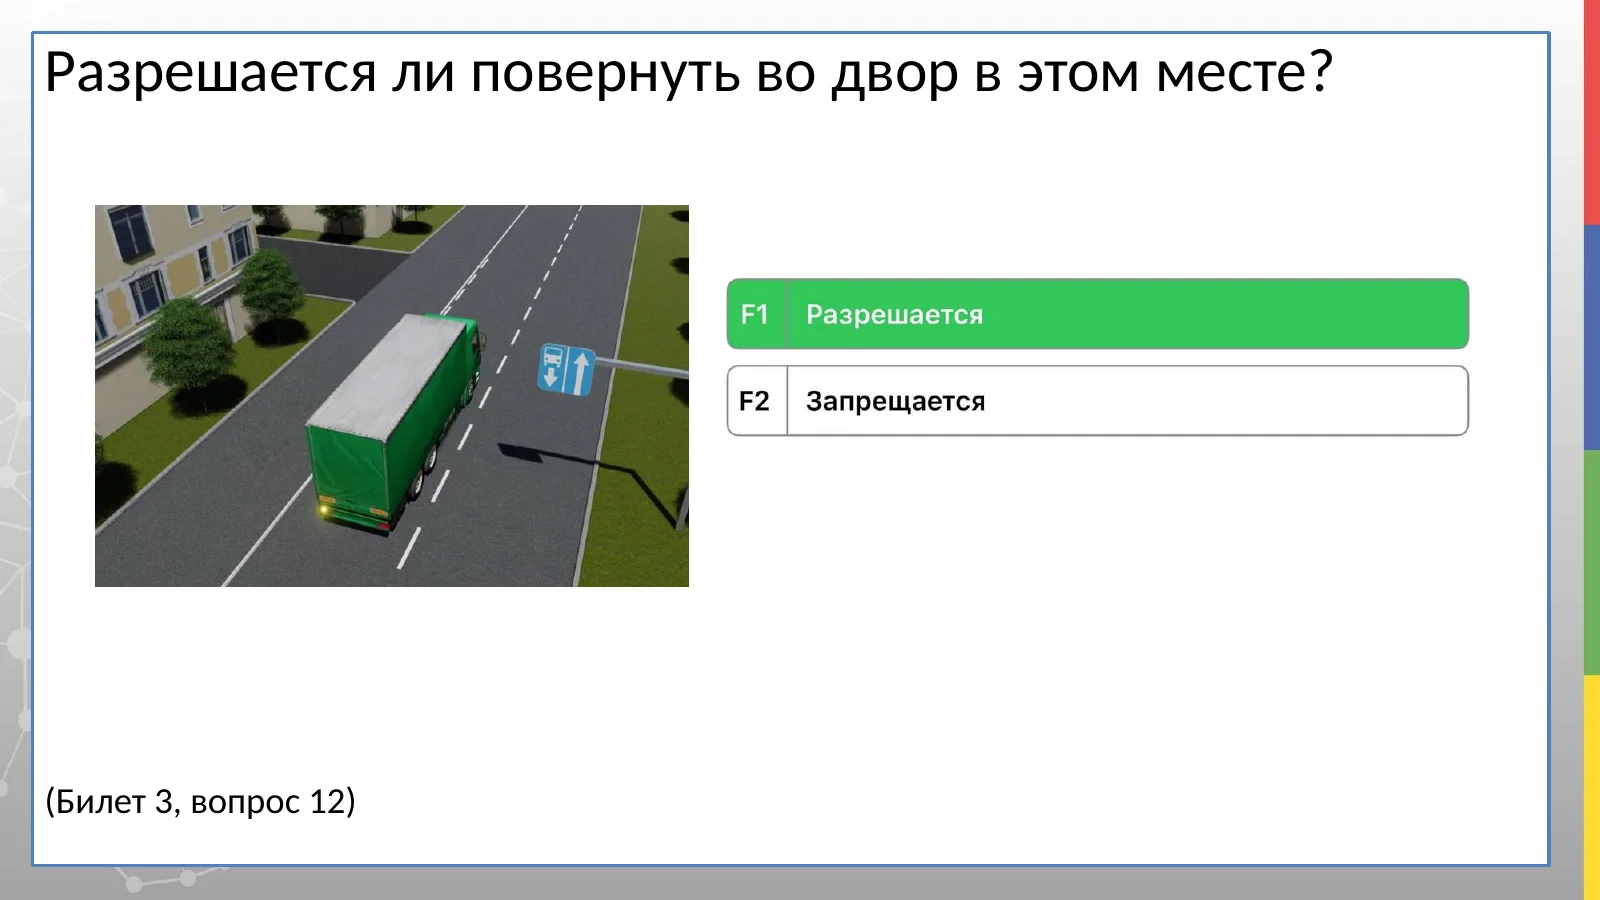 Разрешается ли повернуть во двор в этом месте?
F1 Разрешается
F2 Запрещается
(Билет 3, вопрос 12)